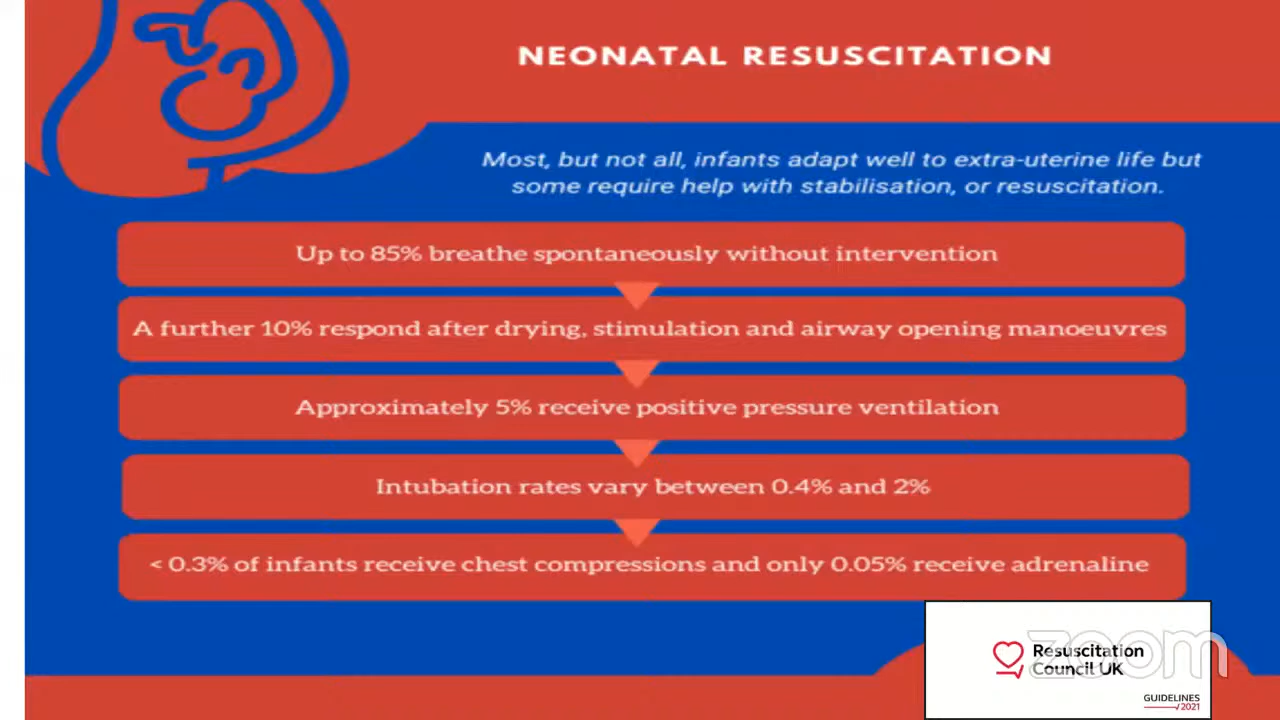 NEONATAL RESUSCITATION
Most, but not all, infants adapt well to extra-uterine life but
some require help with stabilisation, or resuscitation.
Up to 85% breathe spontaneously without intervention
A further 10% respond after drying, stimulation and airway opening manoeuvres
Approximately 5% receive positive pressure ventilation
Intubation rates vary between 0.4% and 2%
< 0.3% of infants receive chest compressions and only 0.05% receive adrenaline
zoom
Resuscitation
Council UK
GUIDELINES
2021